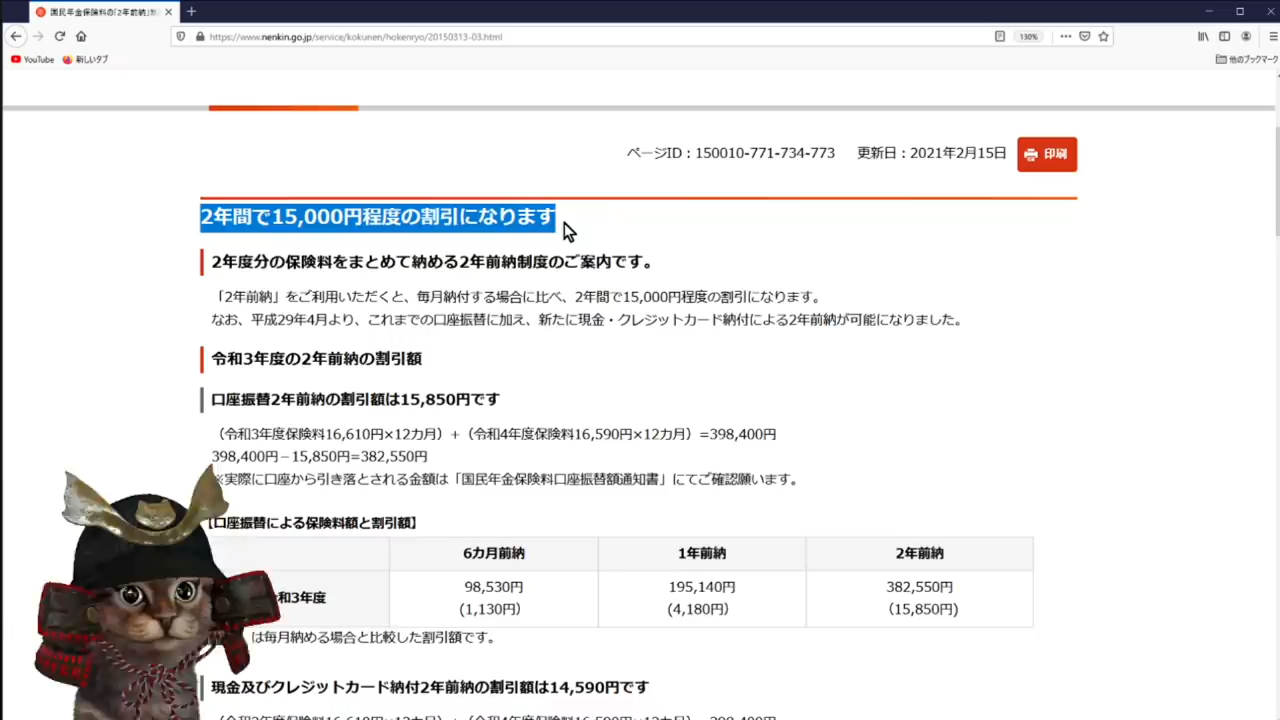 国民年金保険料の「2年前納」制
https://www.nenkin.go.jp/service/kokunen/hokenryo/20150313-03.html
130%
YouTube 新しいタブ
他のブックマーク
ページID：150010-771-734-773 更新日：2021年2月15日 印刷
2年間で15,000円程度の割引になります
2年度分の保険料をまとめて納める2年前納制度のご案内です。
「2年前納」をご利用いただくと、毎月納付する場合に比べ、2年間で15,000円程度の割引になります。
なお、平成29年4月より、これまでの口座振替に加え、新たに現金・クレジットカード納付による2年前納が可能になりました。
令和3年度の2年前納の割引額
口座振替2年前納の割引額は15,850円です
（令和3年度保険料16,610円×12カ月）+（令和4年度保険料16,590円×12カ月）=398,400円
398,400円－15,850円=382,550円
※実際に口座から引き落とされる金額は「国民年金保険料口座振替額通知書」にてご確認願います。
【口座振替による保険料額と割引額】
6カ月前納 1年前納 2年前納
和3年度 98,530円 195,140円 382,550円
(1,130円) (4,180円) (15,850円)
は毎月納める場合と比較した割引額です。
現金及びクレジットカード納付2年前納の割引額は14,590円です